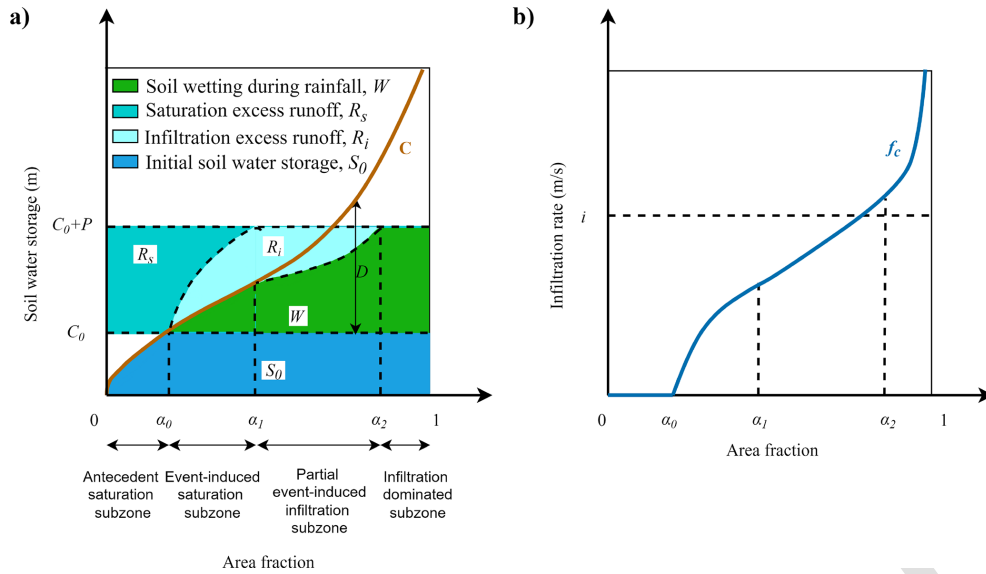 a)
Soil wetting during rainfall, W
Saturation excess runoff, Rs
Infiltration excess runoff, Ri
Initial soil water storage, S0
C
C0+P
Rs
Ri
D
W
C0
S0
Soil water storage (m)
0
α0
α1
α2
1
Antecedent
saturation
subzone
Event-induced
saturation
subzone
Partial
event-induced
infiltration
subzone
Infiltration
dominated
subzone
Area fraction
b)
fc
i
Infiltration rate (m/s)
0
α0
α1
α2
1
Area fraction